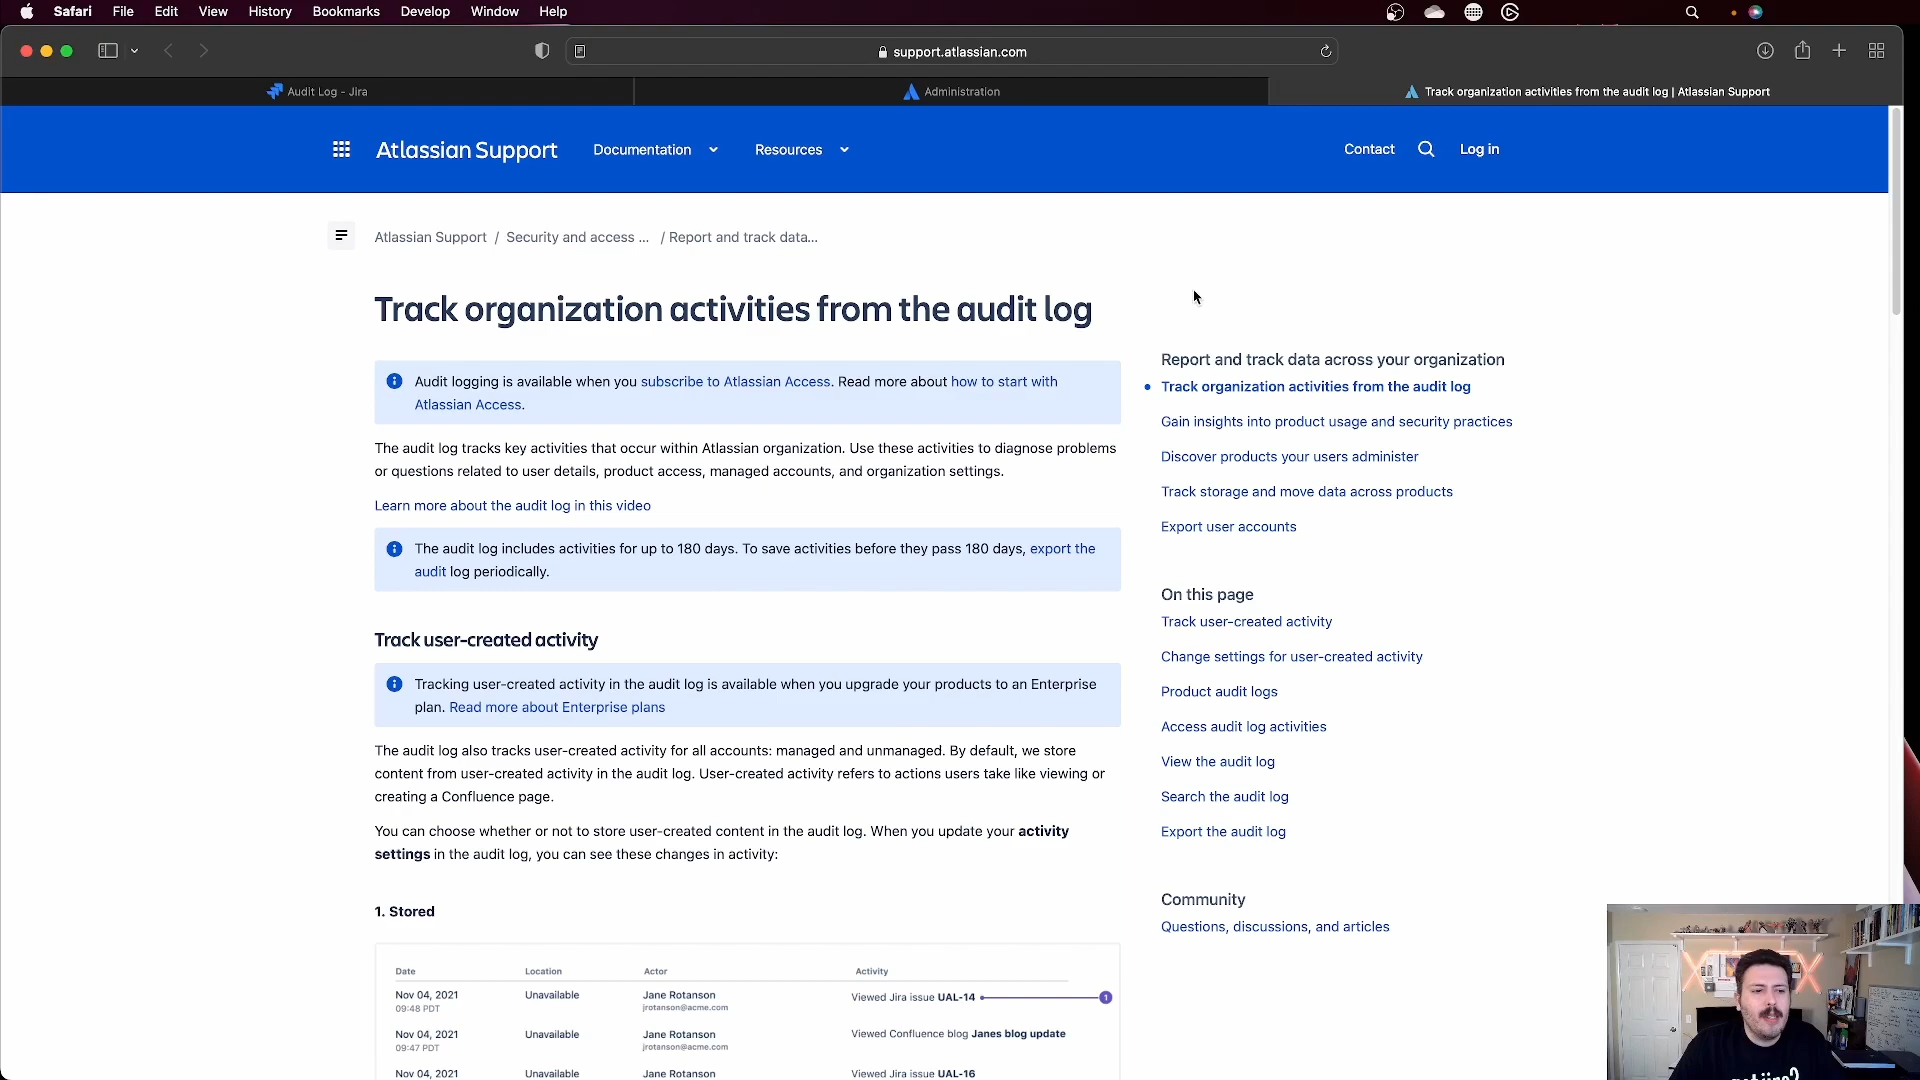 Safari File Edit View History Bookmarks Develop Window Help
support.atlassian.com
Audit Log - Jira
Administration
Track organization activities from the audit log | Atlassian Support
Atlassian Support
Documentation
Resources
Contact
Log in
Atlassian Support / Security and access ... / Report and track data...
Track organization activities from the audit log
Audit logging is available when you subscribe to Atlassian Access. Read more about how to start with
Atlassian Access.
The audit log tracks key activities that occur within Atlassian organization. Use these activities to diagnose problems
or questions related to user details, product access, managed accounts, and organization settings.
Learn more about the audit log in this video
The audit log includes activities for up to 180 days. To save activities before they pass 180 days, export the
audit log periodically.
Track user-created activity
Tracking user-created activity in the audit log is available when you upgrade your products to an Enterprise
plan. Read more about Enterprise plans
The audit log also tracks user-created activity for all accounts: managed and unmanaged. By default, we store
content from user-created activity in the audit log. User-created activity refers to actions users take like viewing or
creating a Confluence page.
You can choose whether or not to store user-created content in the audit log. When you update your activity
settings in the audit log, you can see these changes in activity:
1. Stored
Date Location Actor Activity
Nov 04, 2021 Unavailable Jane Rotanson Viewed Jira issue UAL-14 1
09:48 PDT jrotanson@acme.com
Nov 04, 2021 Unavailable Jane Rotanson Viewed Confluence blog Janes blog update
09:47 PDT jrotanson@acme.com
Nov 04, 2021 Unavailable Jane Rotanson Viewed Jira issue UAL-16
Report and track data across your organization
Track organization activities from the audit log
Gain insights into product usage and security practices
Discover products your users administer
Track storage and move data across products
Export user accounts
On this page
Track user-created activity
Change settings for user-created activity
Product audit logs
Access audit log activities
View the audit log
Search the audit log
Export the audit log
Community
Questions, discussions, and articles